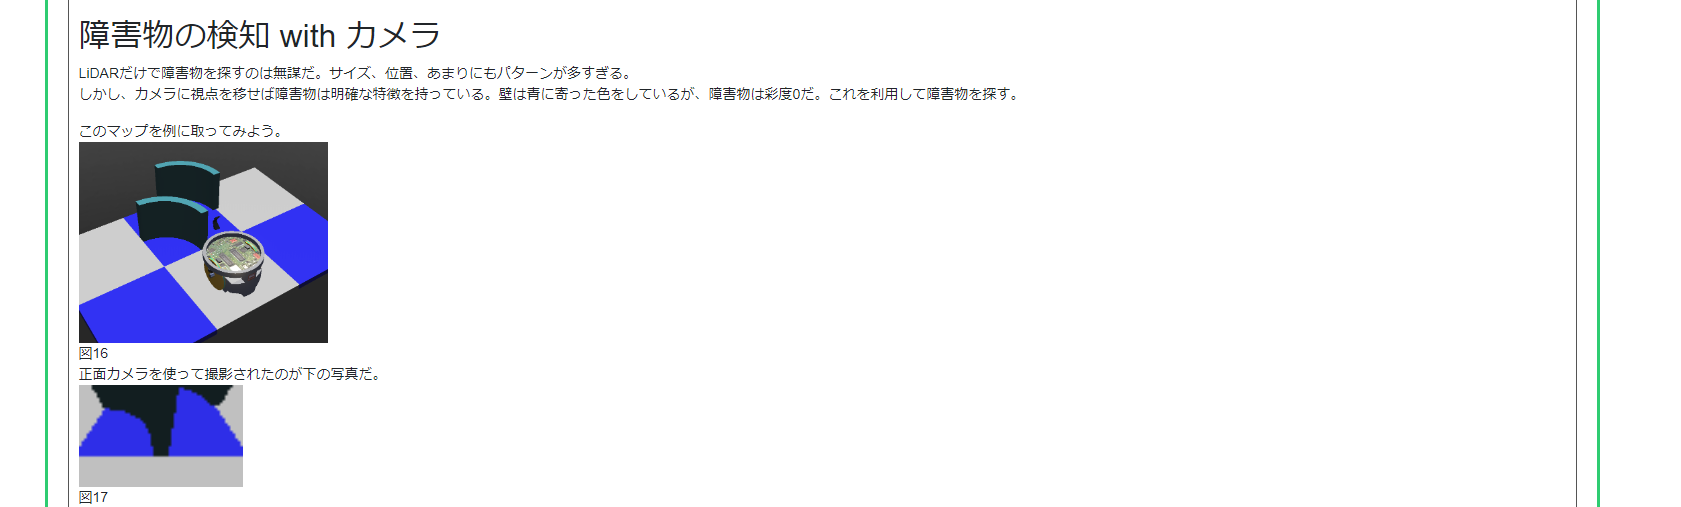 障害物の検知 with カメラ
LiDARだけで障害物を探すのは無謀だ。サイズ、位置、あまりにもパターンが多すぎる。
しかし、カメラに視点を移せば障害物は明確な特徴を持っている。壁は青に寄った色をしているが、障害物は彩度0だ。これを利用して障害物を探す。
このマップを例に取ってみよう。
図16
正面カメラを使って撮影されたのが下の写真だ。
図17